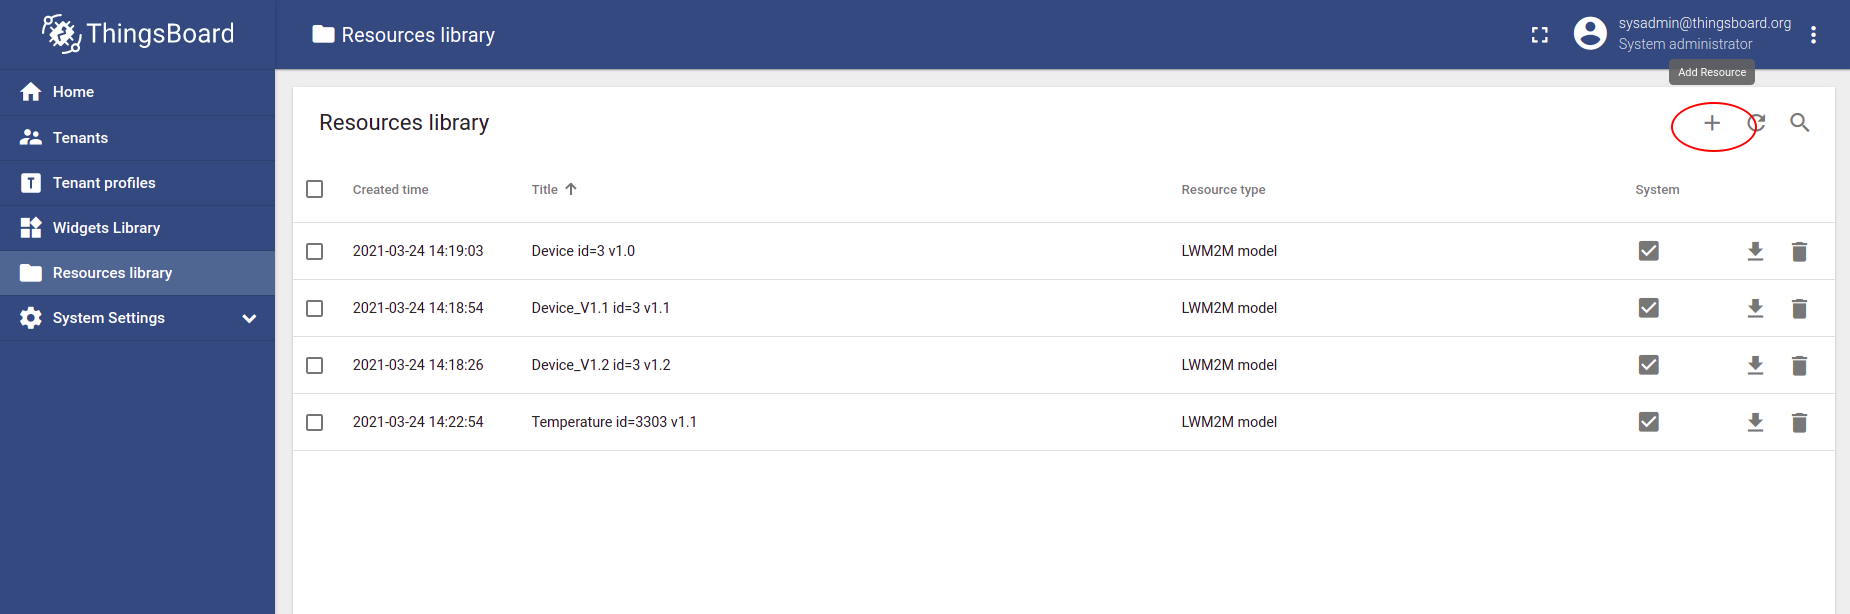 ThingsBoard
Resources library
sysadmin@thingsboard.org
System administrator
Add Resource
Home
Tenants
Tenant profiles
Widgets Library
Resources library
System Settings
Resources library
Created time Title Resource type System
2021-03-24 14:19:03 Device id=3 v1.0 LWM2M model
2021-03-24 14:18:54 Device_V1.1 id=3 v1.1 LWM2M model
2021-03-24 14:18:26 Device_V1.2 id=3 v1.2 LWM2M model
2021-03-24 14:22:54 Temperature id=3303 v1.1 LWM2M model